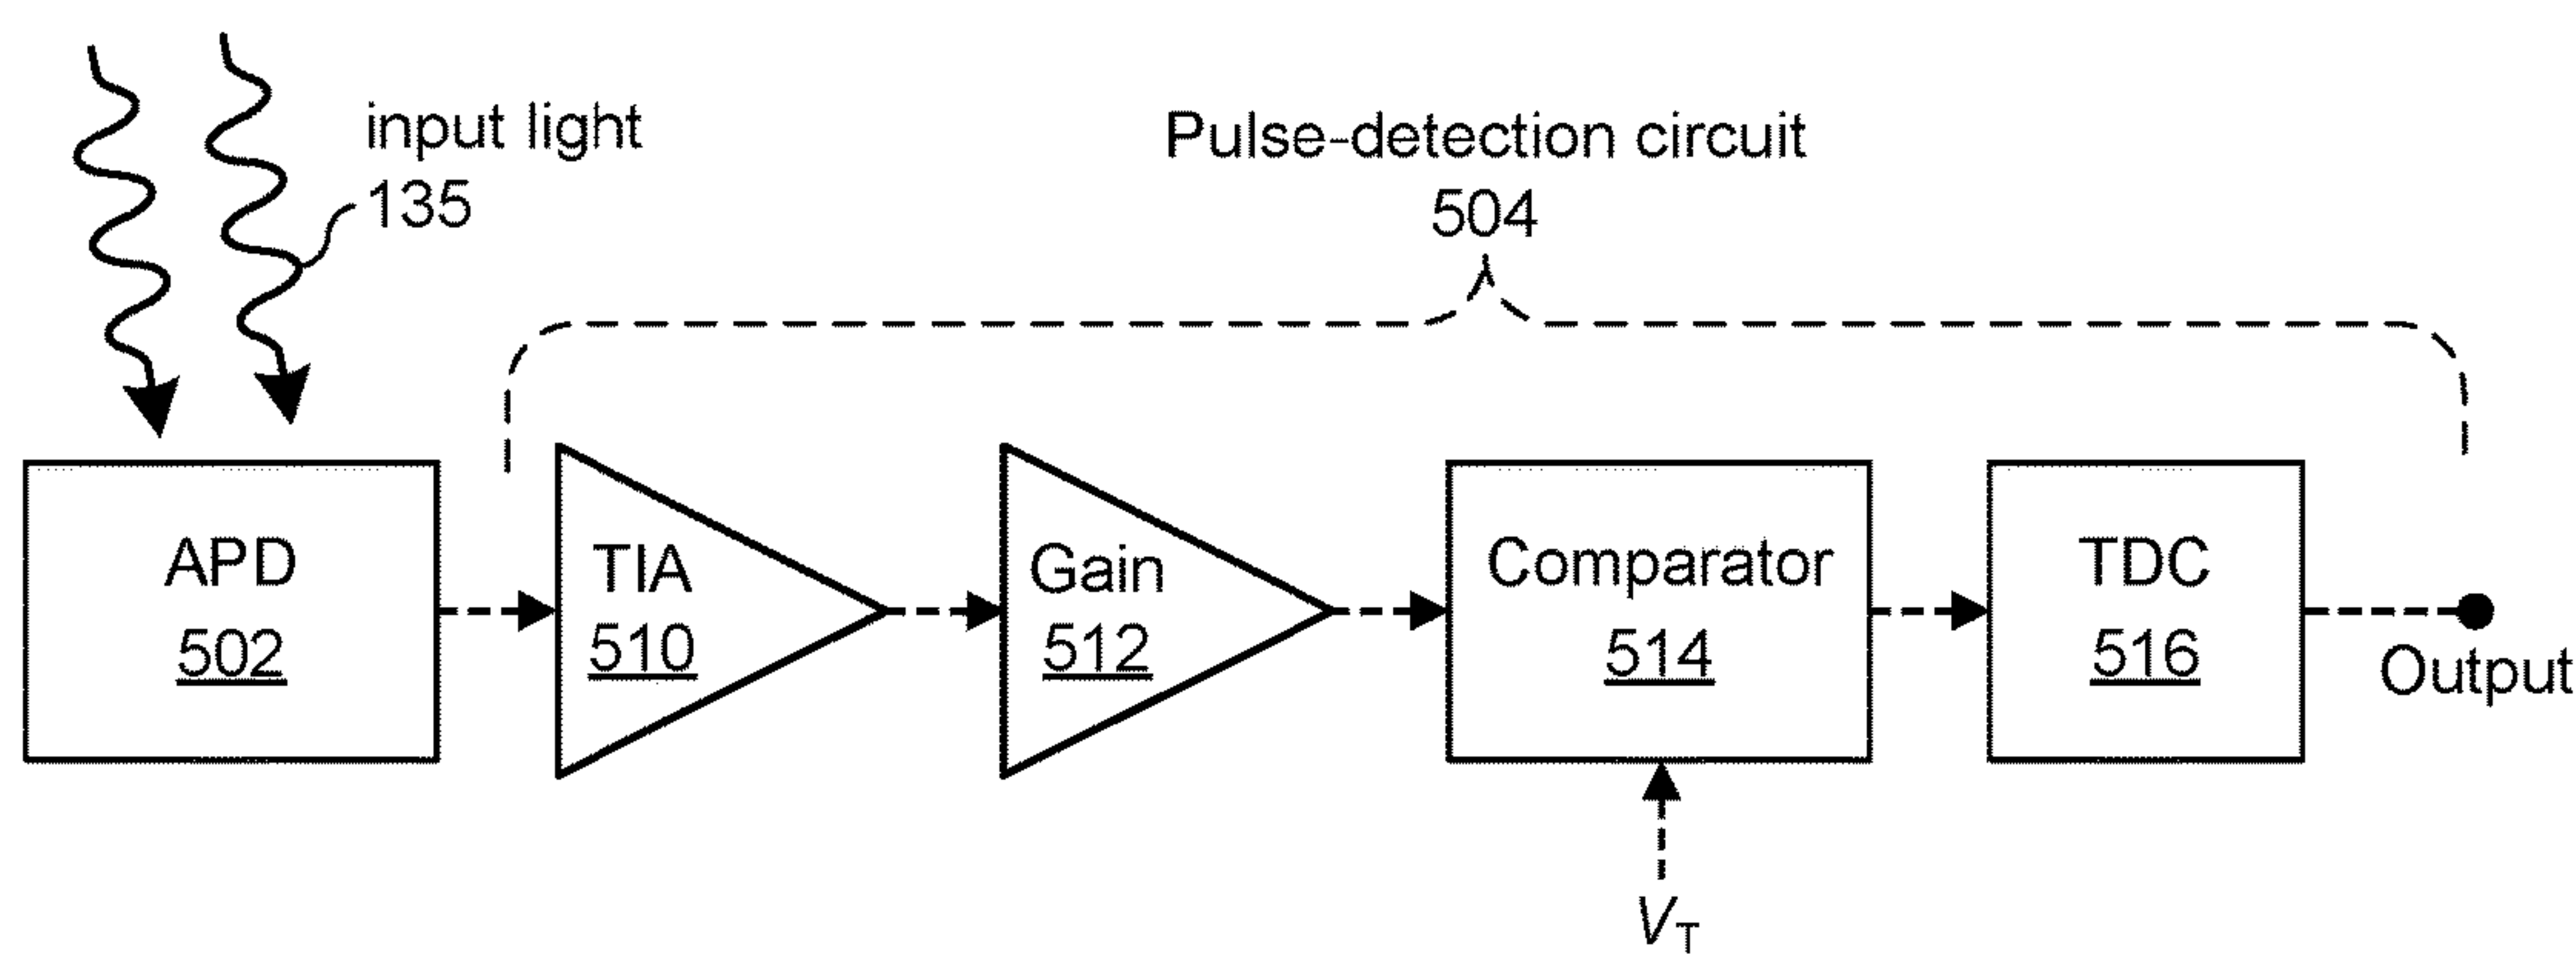 input light
135
Pulse-detection circuit
504
APD
502
TIA
510
Gain
512
Comparator
514
TDC
516
Output
VT